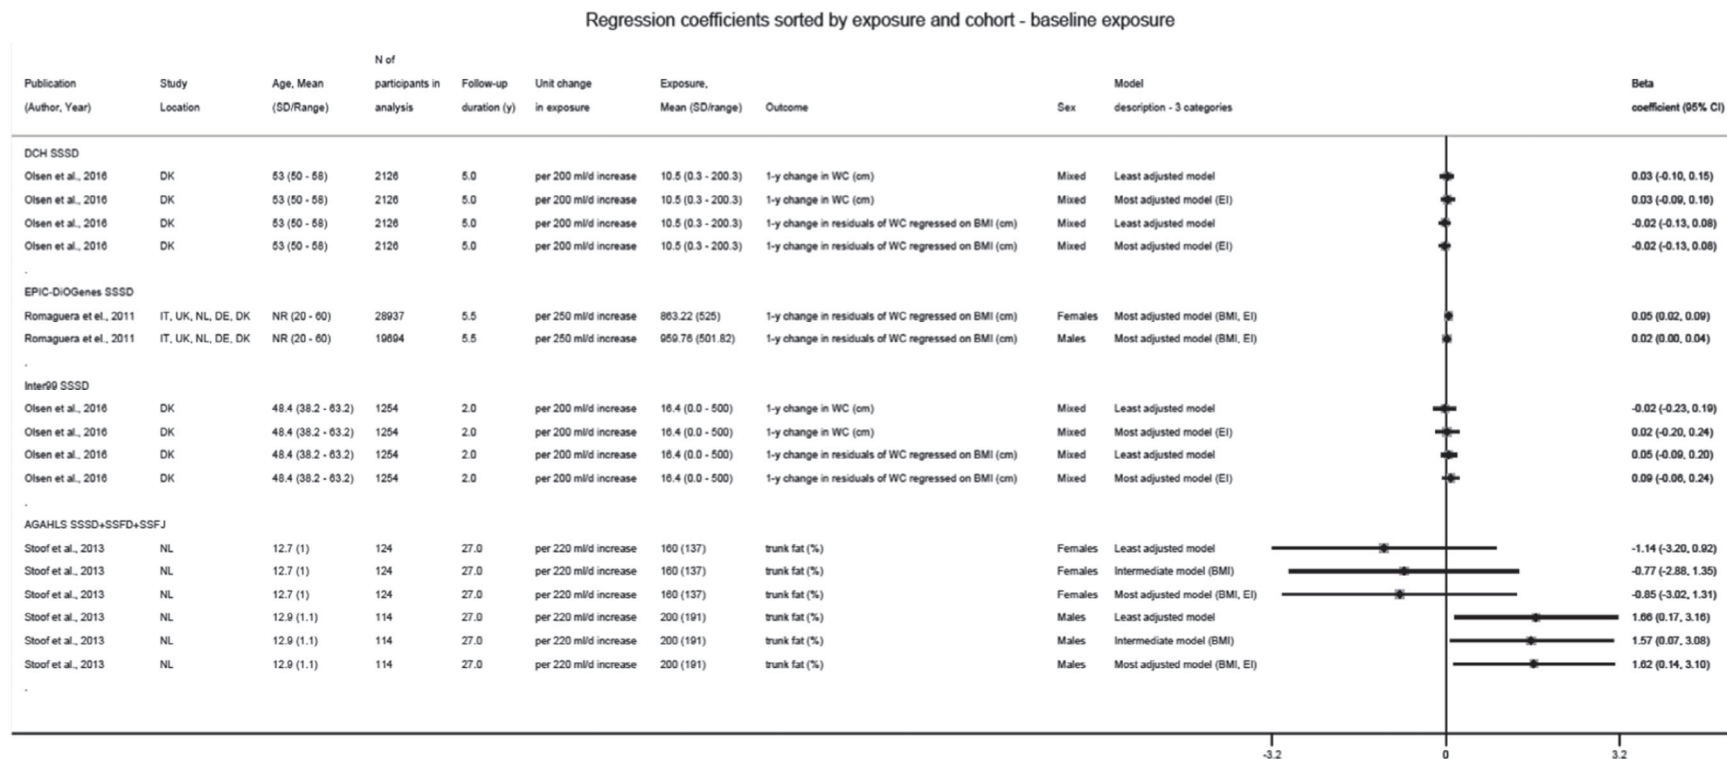 Regression coefficients sorted by exposure and cohort - baseline exposure
N of
Publication Study Age, Mean participants in Follow-up Unit change Exposure, Model Beta
(Author, Year) Location (SD/Range) analysis duration (y) in exposure Mean (SD/range) Outcome Sex description - 3 categories coefficient (95% CI)
DCH SSSD
Olsen et al., 2016 DK 53 (50 - 58) 2126 5.0 per 200 ml/d increase 10.5 (0.3 - 200.3) 1-y change in WC (cm) Mixed Least adjusted model 0.03 (-0.10, 0.15)
Olsen et al., 2016 DK 53 (50 - 58) 2126 5.0 per 200 ml/d increase 10.5 (0.3 - 200.3) 1-y change in WC (cm) Mixed Most adjusted model (EI) 0.03 (-0.09, 0.16)
Olsen et al., 2016 DK 53 (50 - 58) 2126 5.0 per 200 ml/d increase 10.5 (0.3 - 200.3) 1-y change in residuals of WC regressed on BMI (cm) Mixed Least adjusted model -0.02 (-0.13, 0.08)
Olsen et al., 2016 DK 53 (50 - 58) 2126 5.0 per 200 ml/d increase 10.5 (0.3 - 200.3) 1-y change in residuals of WC regressed on BMI (cm) Mixed Most adjusted model (EI) -0.02 (-0.13, 0.08)
.
EPIC-DiOGenes SSSD
Romaguera et el., 2011 IT, UK, NL, DE, DK NR (20 - 60) 28937 5.5 per 250 ml/d increase 863.22 (525) 1-y change in residuals of WC regressed on BMI (cm) Females Most adjusted model (BMI, EI) 0.05 (0.02, 0.09)
Romaguera et el., 2011 IT, UK, NL, DE, DK NR (20 - 60) 19694 5.5 per 250 ml/d increase 959.76 (501.82) 1-y change in residuals of WC regressed on BMI (cm) Males Most adjusted model (BMI, EI) 0.02 (0.00, 0.04)
.
Inter99 SSSD
Olsen et al., 2016 DK 48.4 (38.2 - 63.2) 1254 2.0 per 200 ml/d increase 16.4 (0.0 - 500) 1-y change in WC (cm) Mixed Least adjusted model -0.02 (-0.23, 0.19)
Olsen et al., 2016 DK 48.4 (38.2 - 63.2) 1254 2.0 per 200 ml/d increase 16.4 (0.0 - 500) 1-y change in WC (cm) Mixed Most adjusted model (EI) 0.02 (-0.20, 0.24)
Olsen et al., 2016 DK 48.4 (38.2 - 63.2) 1254 2.0 per 200 ml/d increase 16.4 (0.0 - 500) 1-y change in residuals of WC regressed on BMI (cm) Mixed Least adjusted model 0.05 (-0.09, 0.20)
Olsen et al., 2016 DK 48.4 (38.2 - 63.2) 1254 2.0 per 200 ml/d increase 16.4 (0.0 - 500) 1-y change in residuals of WC regressed on BMI (cm) Mixed Most adjusted model (EI) 0.09 (-0.06, 0.24)
.
AGAHLS SSSD+SSFD+SSFJ
Stoof et al., 2013 NL 12.7 (1) 124 27.0 per 220 ml/d increase 160 (137) trunk fat (%) Females Least adjusted model -1.14 (-3.20, 0.92)
Stoof et al., 2013 NL 12.7 (1) 124 27.0 per 220 ml/d increase 160 (137) trunk fat (%) Females Intermediate model (BMI) -0.77 (-2.88, 1.35)
Stoof et al., 2013 NL 12.7 (1) 124 27.0 per 220 ml/d increase 160 (137) trunk fat (%) Females Most adjusted model (BMI, EI) -0.85 (-3.02, 1.31)
Stoof et al., 2013 NL 12.9 (1.1) 114 27.0 per 220 ml/d increase 200 (191) trunk fat (%) Males Least adjusted model 1.66 (0.17, 3.16)
Stoof et al., 2013 NL 12.9 (1.1) 114 27.0 per 220 ml/d increase 200 (191) trunk fat (%) Males Intermediate model (BMI) 1.57 (0.07, 3.08)
Stoof et al., 2013 NL 12.9 (1.1) 114 27.0 per 220 ml/d increase 200 (191) trunk fat (%) Males Most adjusted model (BMI, EI) 1.62 (0.14, 3.10)
.
-3.2 0 3.2